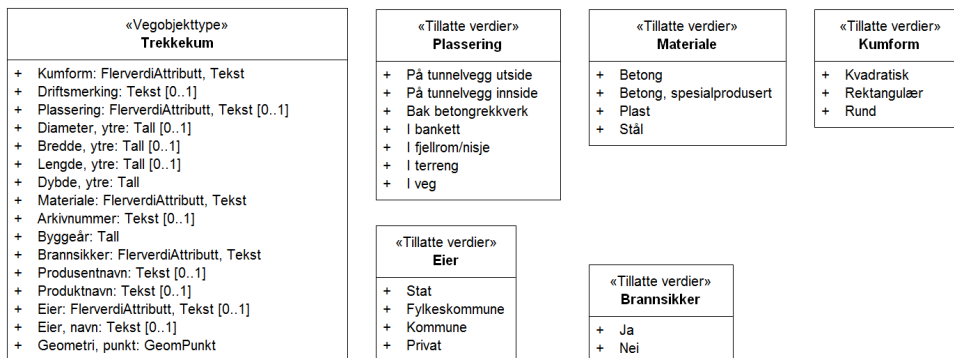 «Vegobjekttype»
Trekkekum
+ Kumform: FlerverdiAttributt, Tekst
+ Driftsmerking: Tekst [0..1]
+ Plassering: FlerverdiAttributt, Tekst [0..1]
+ Diameter, ytre: Tall [0..1]
+ Bredde, ytre: Tall [0..1]
+ Lengde, ytre: Tall [0..1]
+ Dybde, ytre: Tall
+ Materiale: FlerverdiAttributt, Tekst
+ Arkivnummer: Tekst [0..1]
+ Byggeår: Tall
+ Brannsikker: FlerverdiAttributt, Tekst
+ Produsentnavn: Tekst [0..1]
+ Produktnavn: Tekst [0..1]
+ Eier: FlerverdiAttributt, Tekst [0..1]
+ Eier, navn: Tekst [0..1]
+ Geometri, punkt: GeomPunkt
«Tillatte verdier»
Plassering
+ På tunnelvegg utside
+ På tunnelvegg innside
+ Bak betongrekkverk
+ I bankett
+ I fjellrom/nisje
+ I terreng
+ I veg
«Tillatte verdier»
Materiale
+ Betong
+ Betong, spesialprodusert
+ Plast
+ Stål
«Tillatte verdier»
Kumform
+ Kvadratisk
+ Rektangulær
+ Rund
«Tillatte verdier»
Eier
+ Stat
+ Fylkeskommune
+ Kommune
+ Privat
«Tillatte verdier»
Brannsikker
+ Ja
+ Nei